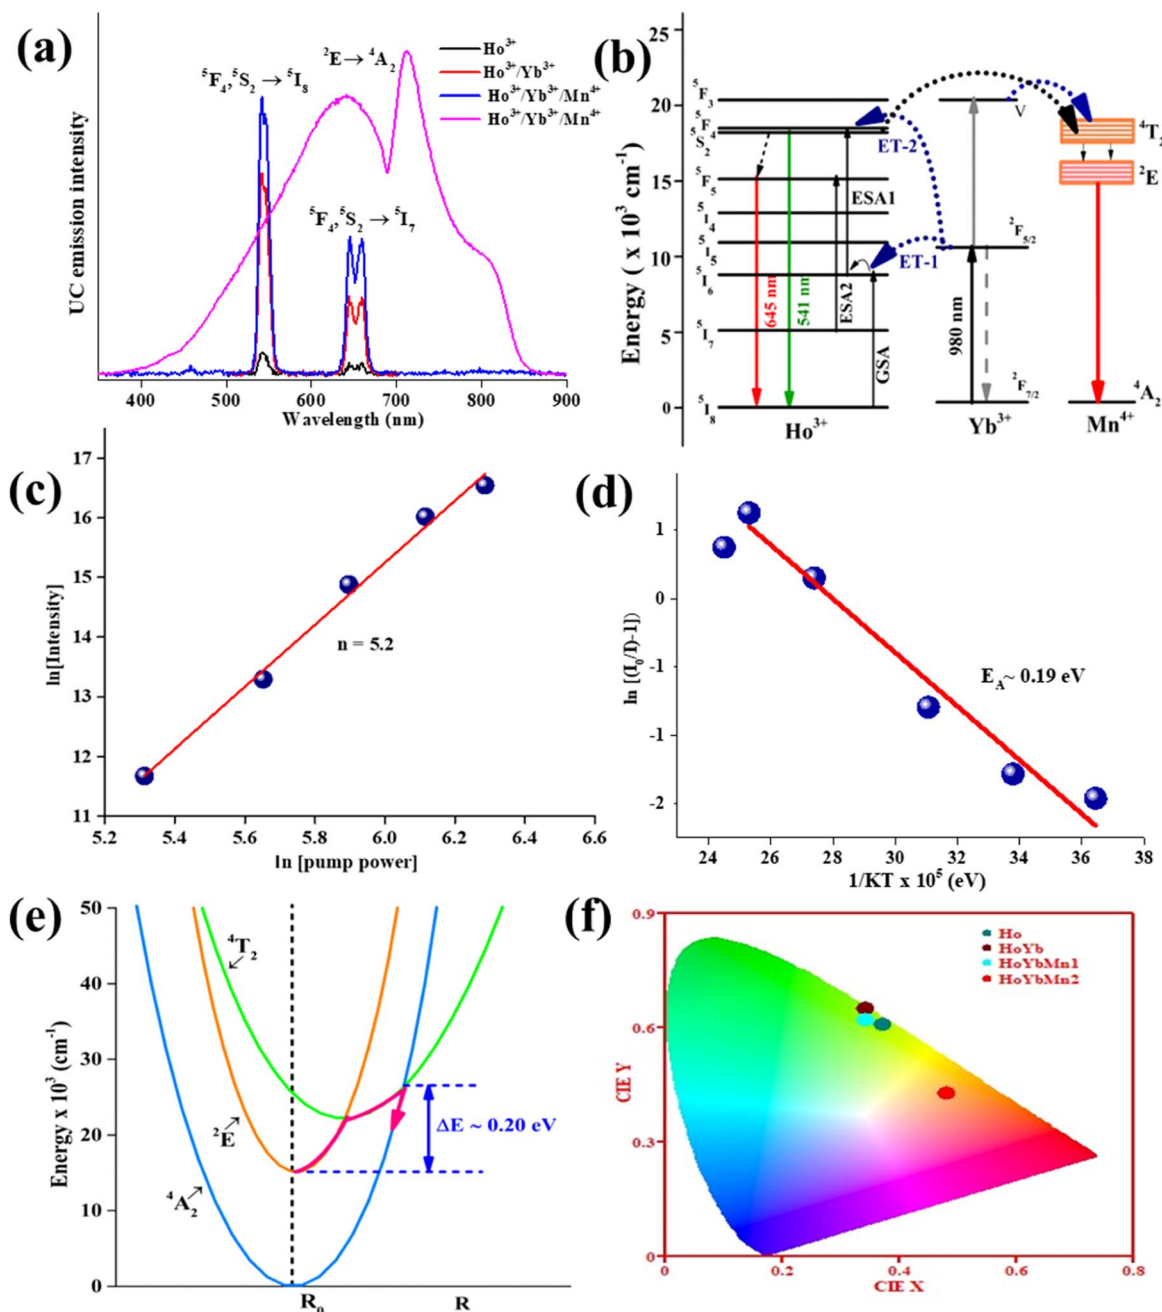 (a)
²E → ⁴A₂
⁵F₄,⁵S₂ → ⁵I₈
Ho³⁺
Ho³⁺/Yb³⁺
Ho³⁺/Yb³⁺/Mn⁴⁺
Ho³⁺/Yb³⁺/Mn⁴⁺
⁵F₄,⁵S₂ → ⁵I₇
UC emission intensity
400 500 600 700 800 900
Wavelength (nm)
(b)
Energy ( x 10³ cm⁻¹)
25
20
15
10
5
0
⁵F₃
⁵F₄
⁵S₂
⁵F₅
⁵I₄
⁵I₅
⁵I₆
⁵I₇
⁵I₈
645 nm
541 nm
ESA2
ESA1
GSA
ET-2
ET-1
980 nm
V
²F₅/₂
²F₇/₂
⁴T₂
²E
⁴A₂
Ho³⁺ Yb³⁺ Mn⁴⁺
(c)
ln[Intensity]
17
16
15
14
13
12
11
n = 5.2
5.2 5.4 5.6 5.8 6.0 6.2 6.4 6.6
ln [pump power]
(d)
ln [(I₀/I)-1]
1
0
-1
-1
-2
E_A~ 0.19 eV
24 26 28 30 32 34 36 38
1/KT x 10⁵ (eV)
(e)
Energy x 10³ (cm⁻¹)
50
40
30
20
10
0
⁴T₂
²E
⁴A₂
ΔE ~ 0.20 eV
R₀ R
(f)
CIE Y
0.9
0.6
0.3
0
Ho
HoYb
HoYbMn1
HoYbMn2
0 0.2 0.4 0.6 0.8
CIE X